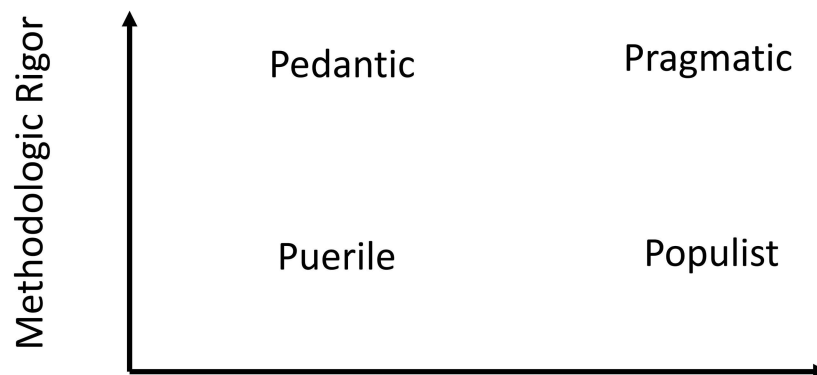 Methodologic Rigor
Pedantic
Pragmatic
Puerile
Populist